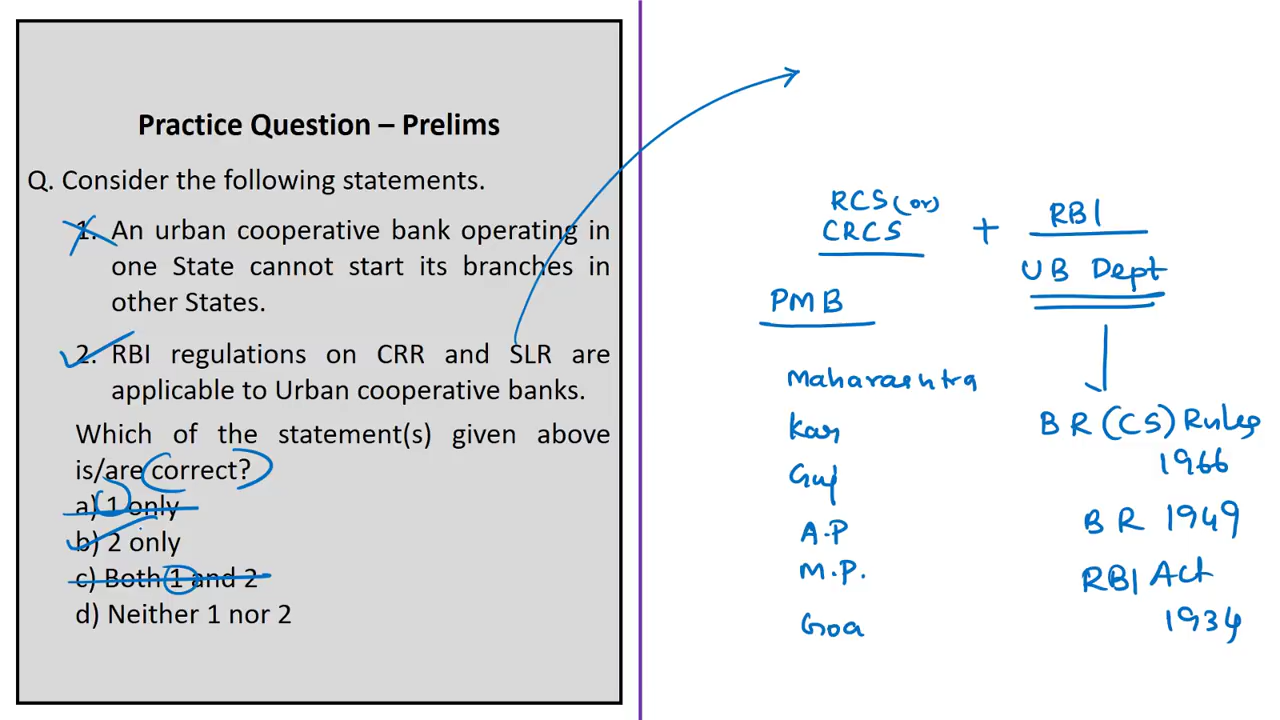 Practice Question – Prelims
Q. Consider the following statements.
1. An urban cooperative bank operating in
one State cannot start its branches in
other States.
2. RBI regulations on CRR and SLR are
applicable to Urban cooperative banks.
Which of the statement(s) given above
is/are correct?
a) 1 only
b) 2 only
c) Both 1 and 2
d) Neither 1 nor 2
RCS (or)
CRCS
+
RBI
UB Dept
PMB
Maharashtra
Kar
Guj
A.P
M.P.
Goa
BR (CS) Rules
1966
BR 1949
RBI Act
1934